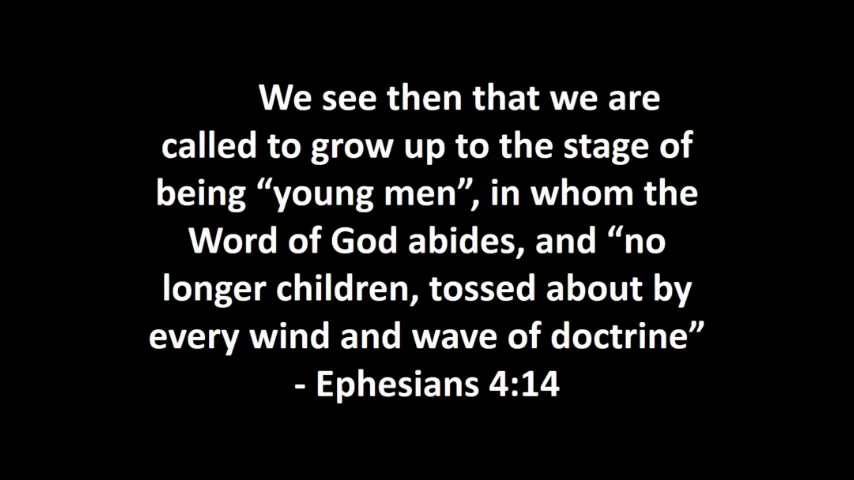 We see then that we are
called to grow up to the stage of
being “young men”, in whom the
Word of God abides, and “no
longer children, tossed about by
every wind and wave of doctrine”
- Ephesians 4:14